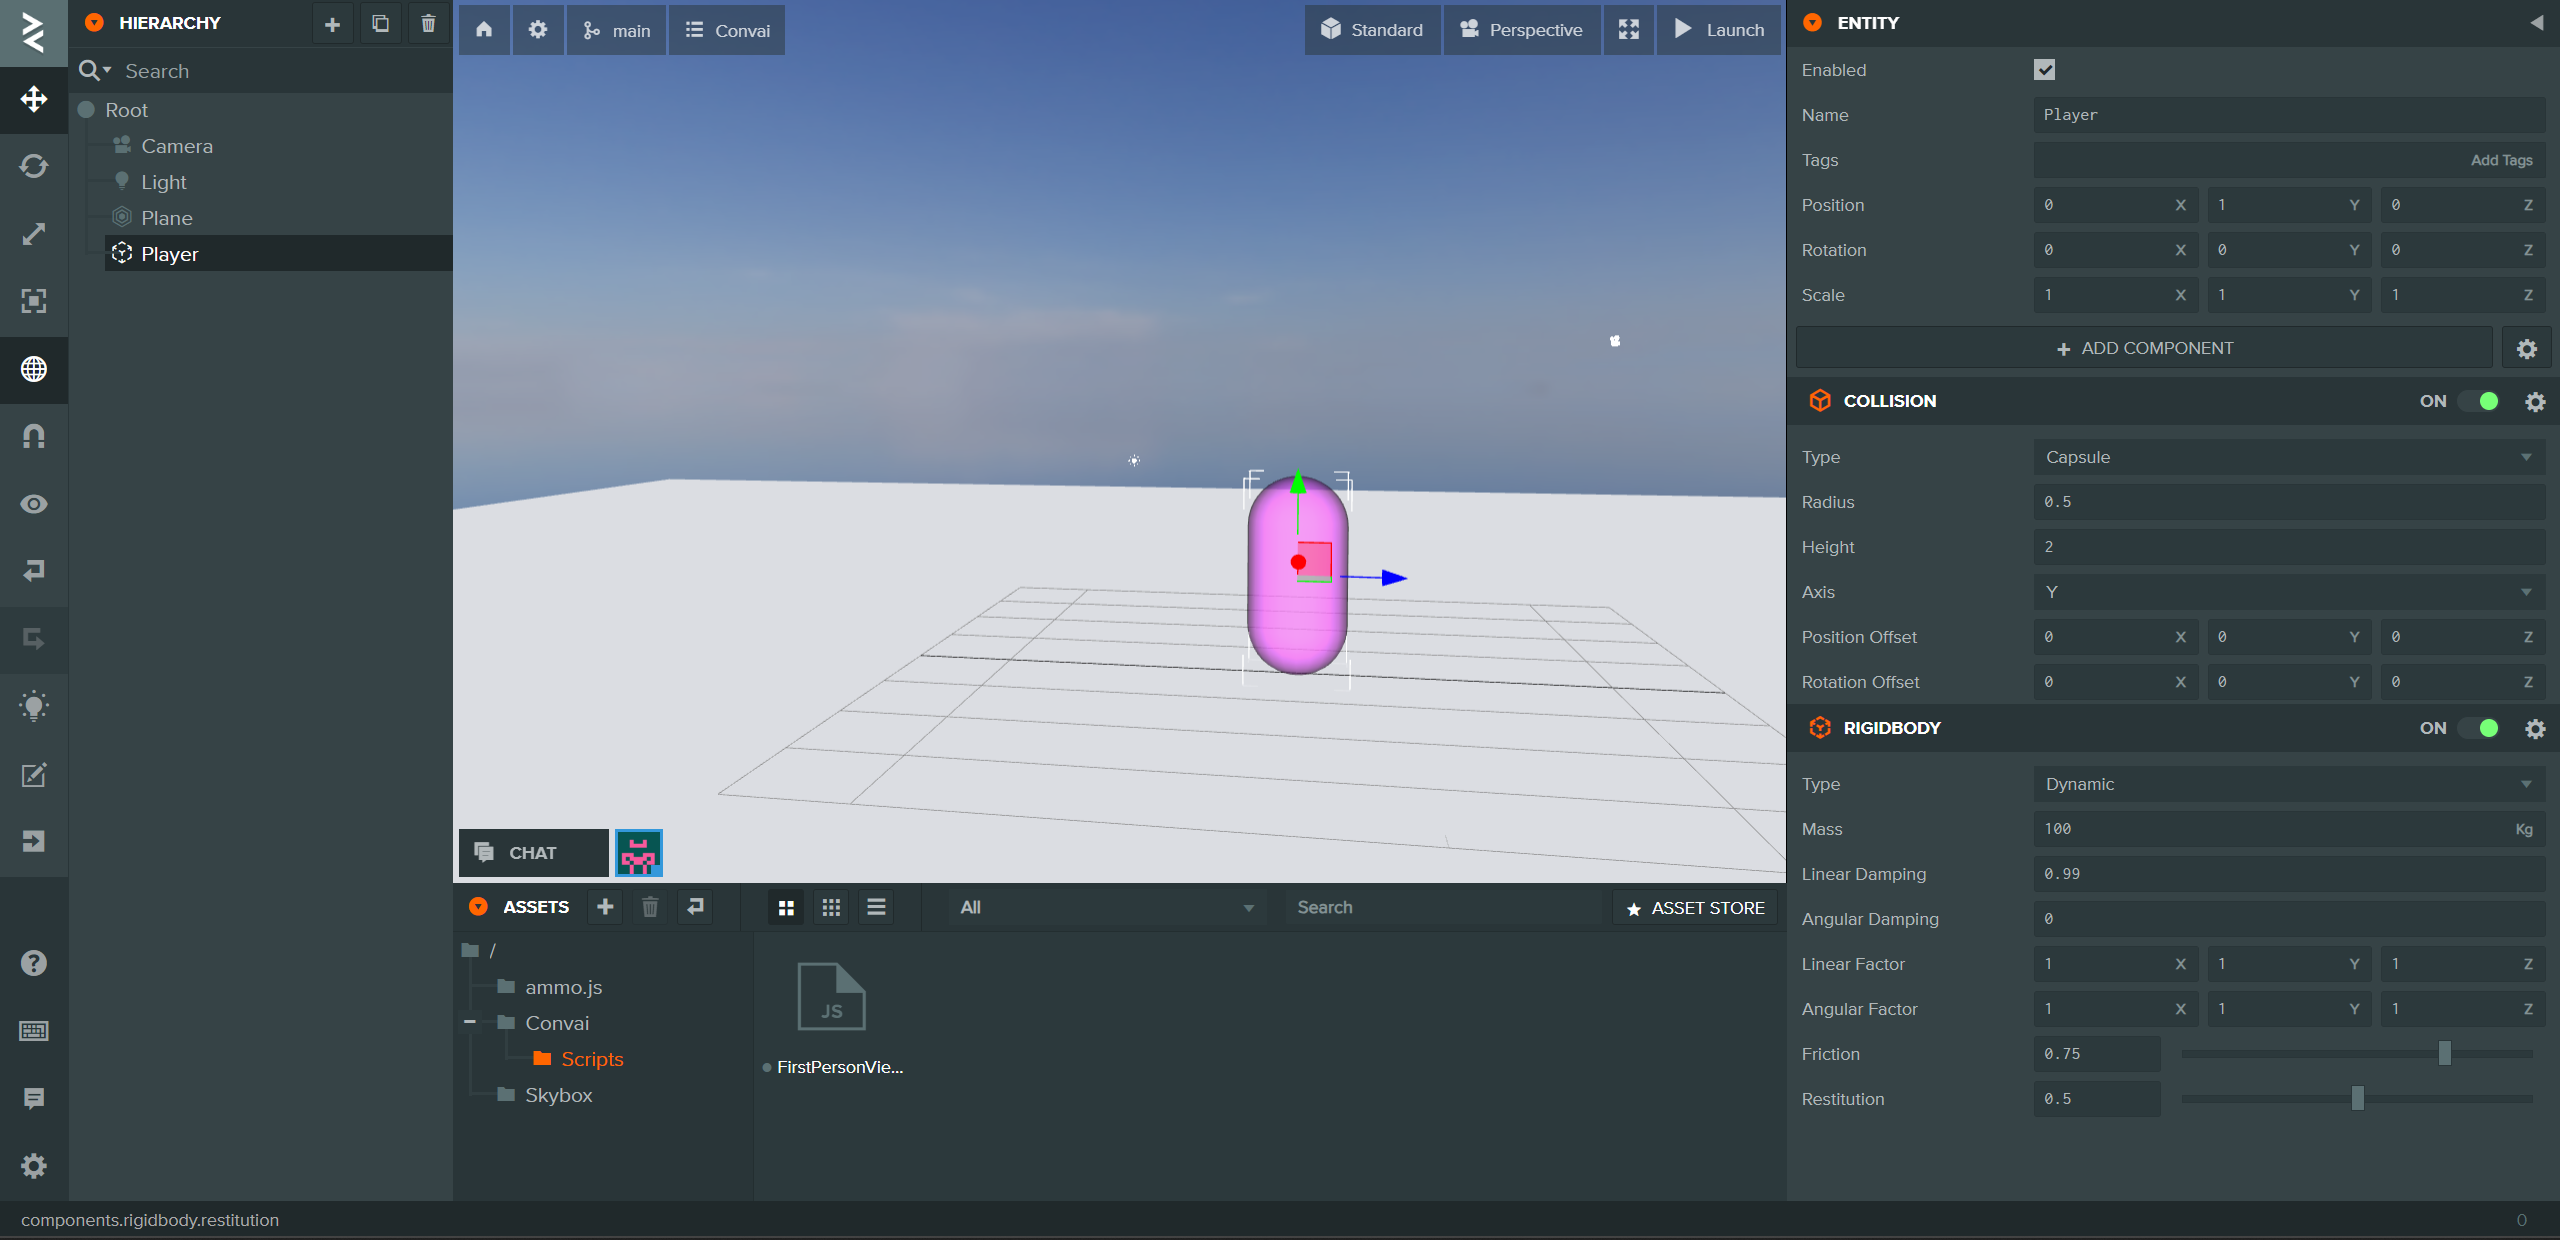 HIERARCHY
Search
Root
Camera
Light
Plane
Player
main
Convai
Standard
Perspective
Launch
CHAT
ASSETS
All
Search
ASSET STORE
/
ammo.js
Convai
Scripts
Skybox
JS
FirstPersonVie...
ENTITY
Enabled
Name Player
Tags Add Tags
Position 0 X 1 Y 0 Z
Rotation 0 X 0 Y 0 Z
Scale 1 X 1 Y 1 Z
+ ADD COMPONENT
COLLISION ON
Type Capsule
Radius 0.5
Height 2
Axis Y
Position Offset 0 X 0 Y 0 Z
Rotation Offset 0 X 0 Y 0 Z
RIGIDBODY ON
Type Dynamic
Mass 100 Kg
Linear Damping 0.99
Angular Damping 0
Linear Factor 1 X 1 Y 1 Z
Angular Factor 1 X 1 Y 1 Z
Friction 0.75
Restitution 0.5
components.rigidbody.restitution 0